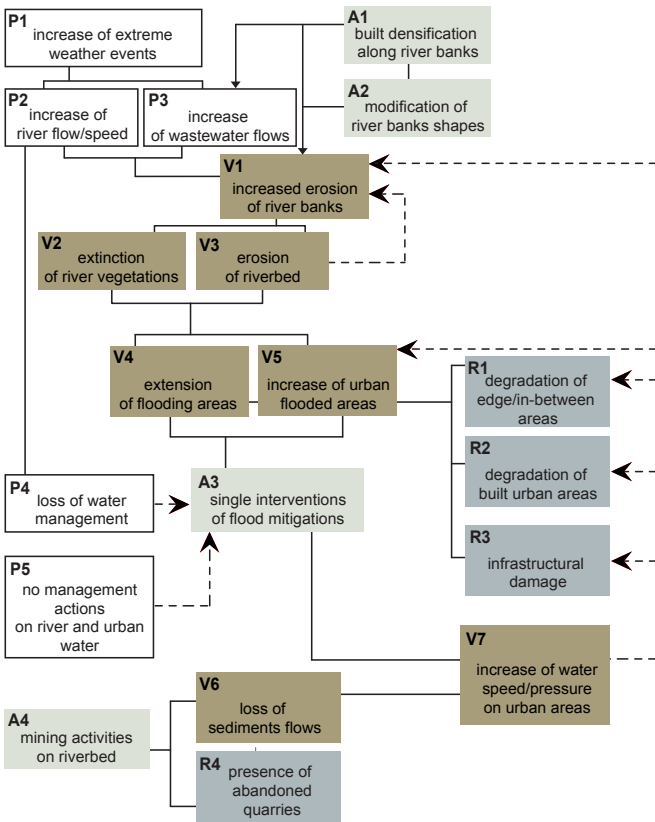 P1
increase of extreme
weather events
A1
built densification
along river banks
P2
increase of
river flow/speed
P3
increase
of wastewater flows
A2
modification of
river banks shapes
V1
increased erosion
of river banks
V2
extinction
of river vegetations
V3
erosion
of riverbed
V4
extension
of flooding areas
V5
increase of urban
flooded areas
R1
degradation of
edge/in-between
areas
R2
degradation of
built urban areas
P4
loss of water
management
A3
single interventions
of flood mitigations
R3
infrastructural
damage
P5
no management
actions
on river and urban
water
V7
increase of water
speed/pressure
on urban areas
V6
loss of
sediments flows
A4
mining activities
on riverbed
R4
presence of
abandoned
quarries